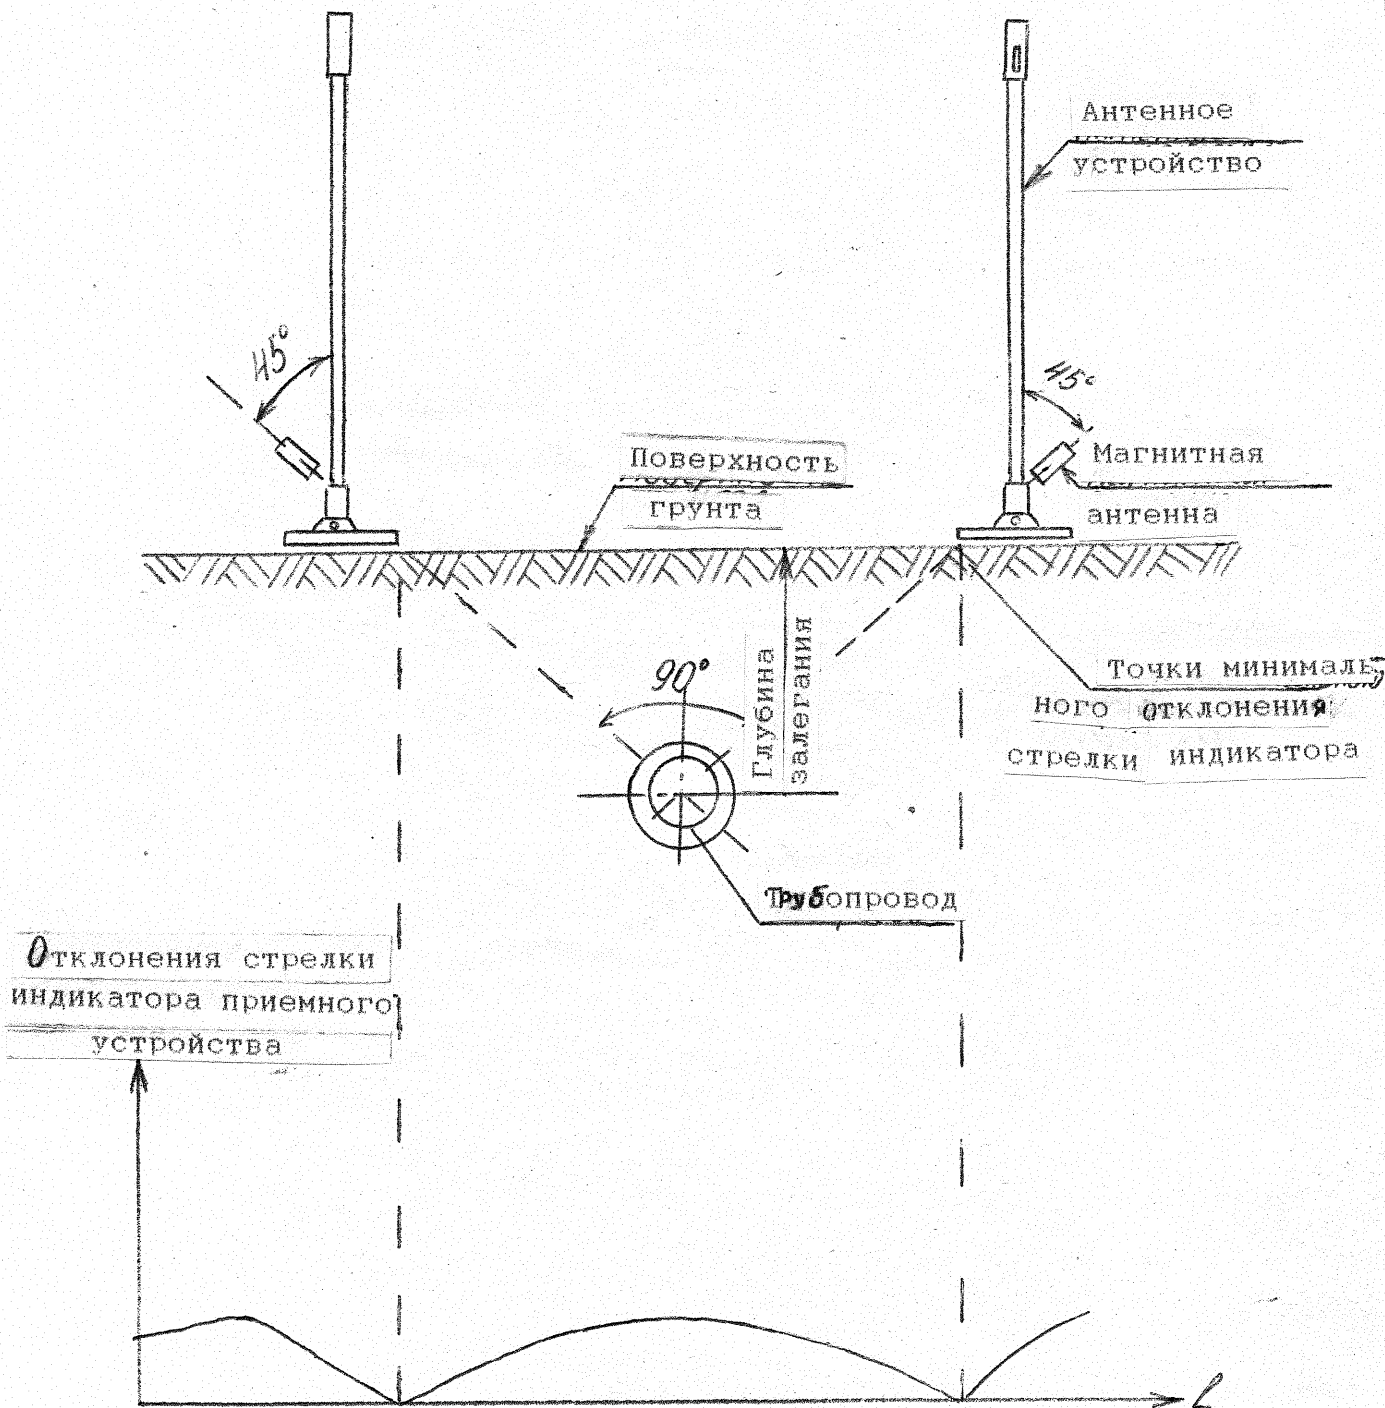 Антенное
устройство
45°
45°
Поверхность
грунта
Магнитная
антенна
90°
Глубина
залегания
Точки мималь-
ного отклонения
стрелки индикатора
Трубопровод
Отклонения стрелки
индикатора приемного
устройства
L